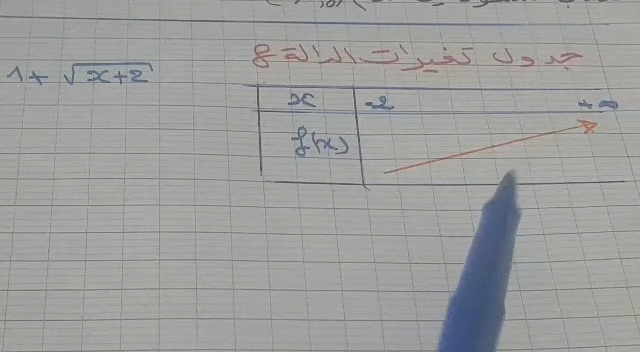 جدول تغيرات الدالة f
1+ √x+2
x -2 +∞
f(x)